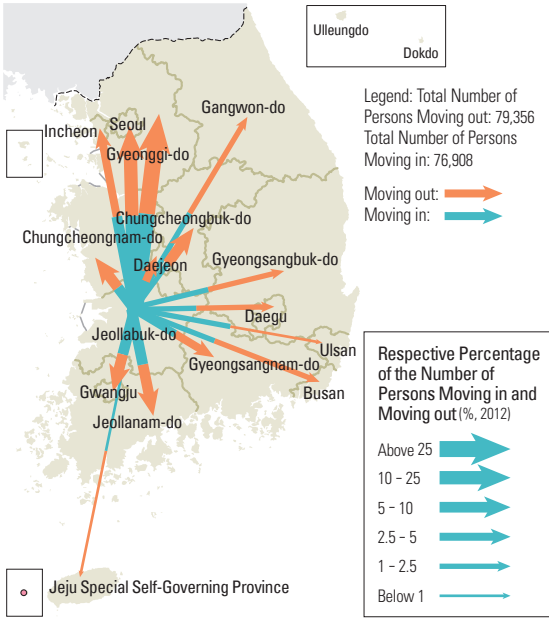 Ulleungdo
Dokdo
Legend: Total Number of
Persons Moving out: 79,356
Total Number of Persons
Moving in: 76,908
Moving out:
Moving in:
Gangwon-do
Seoul
Incheon
Gyeonggi-do
Chungcheongbuk-do
Chungcheongnam-do
Daejeon
Gyeongsangbuk-do
Daegu
Jeollabuk-do
Ulsan
Gyeongsangnam-do
Busan
Gwangju
Jeollanam-do
Jeju Special Self-Governing Province
Respective Percentage
of the Number of
Persons Moving in and
Moving out (%, 2012)
Above 25
10 – 25
5 – 10
2.5 – 5
1 – 2.5
Below 1